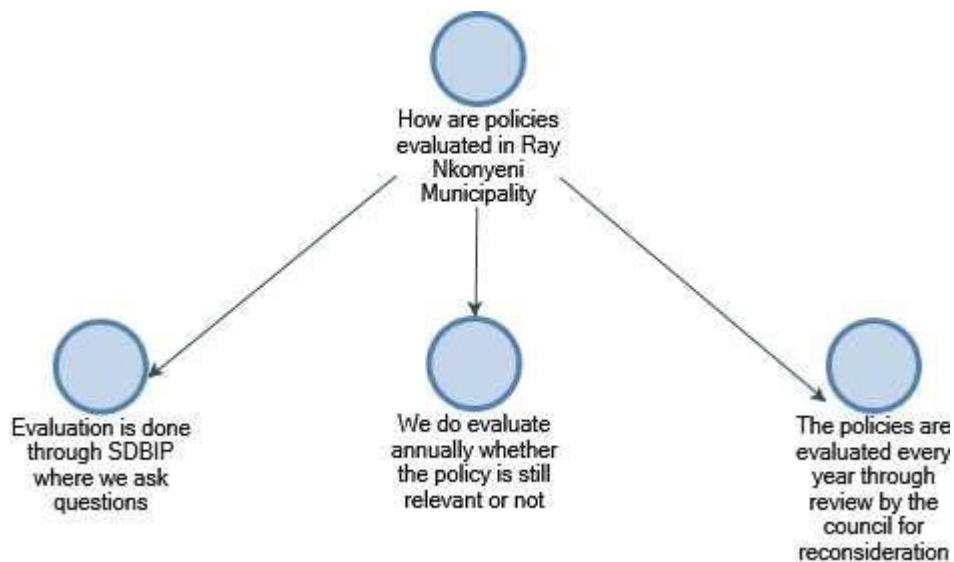 How are policies
evaluated in Ray
Nkonyeni
Municipality
Evaluation is done
through SDBIP
where we ask
questions
We do evaluate
annually whether
the policy is still
relevant or not
The policies are
evaluated every
year through
review by the
council for
reconsideration